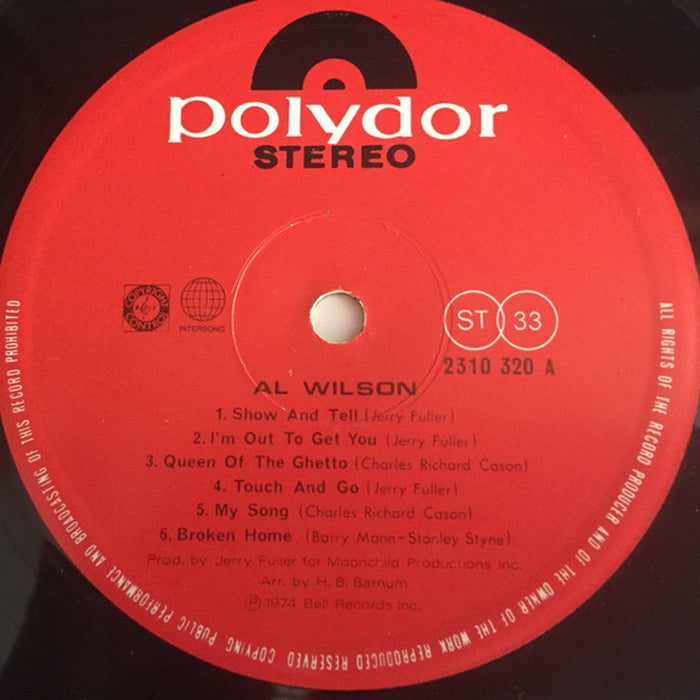 polydor
STEREO
COPYRIGHT CONTROL
INTERSONG
ST 33
2310 320 A
AL WILSON
1. Show And Tell (Jerry Fuller)
2. I'm Out To Get You (Jerry Fuller)
3. Queen Of The Ghetto (Charles Richard Cason)
4. Touch And Go (Jerry Fuller)
5. My Song (Charles Richard Cason)
6. Broken Home (Barry Mann-Stanley Styne)
Prod. by Jerry Fuller for Moonchild Productions Inc.
Arr. by H. B. Barnum
℗ 1974 Bell Records Inc.
ALL RIGHTS OF THE RECORD PRODUCER AND OF THE OWNER OF THE WORK REPRODUCED RESERVED COPYING PUBLIC PERFORMANCE AND BROADCASTING OF THIS RECORD PROHIBITED